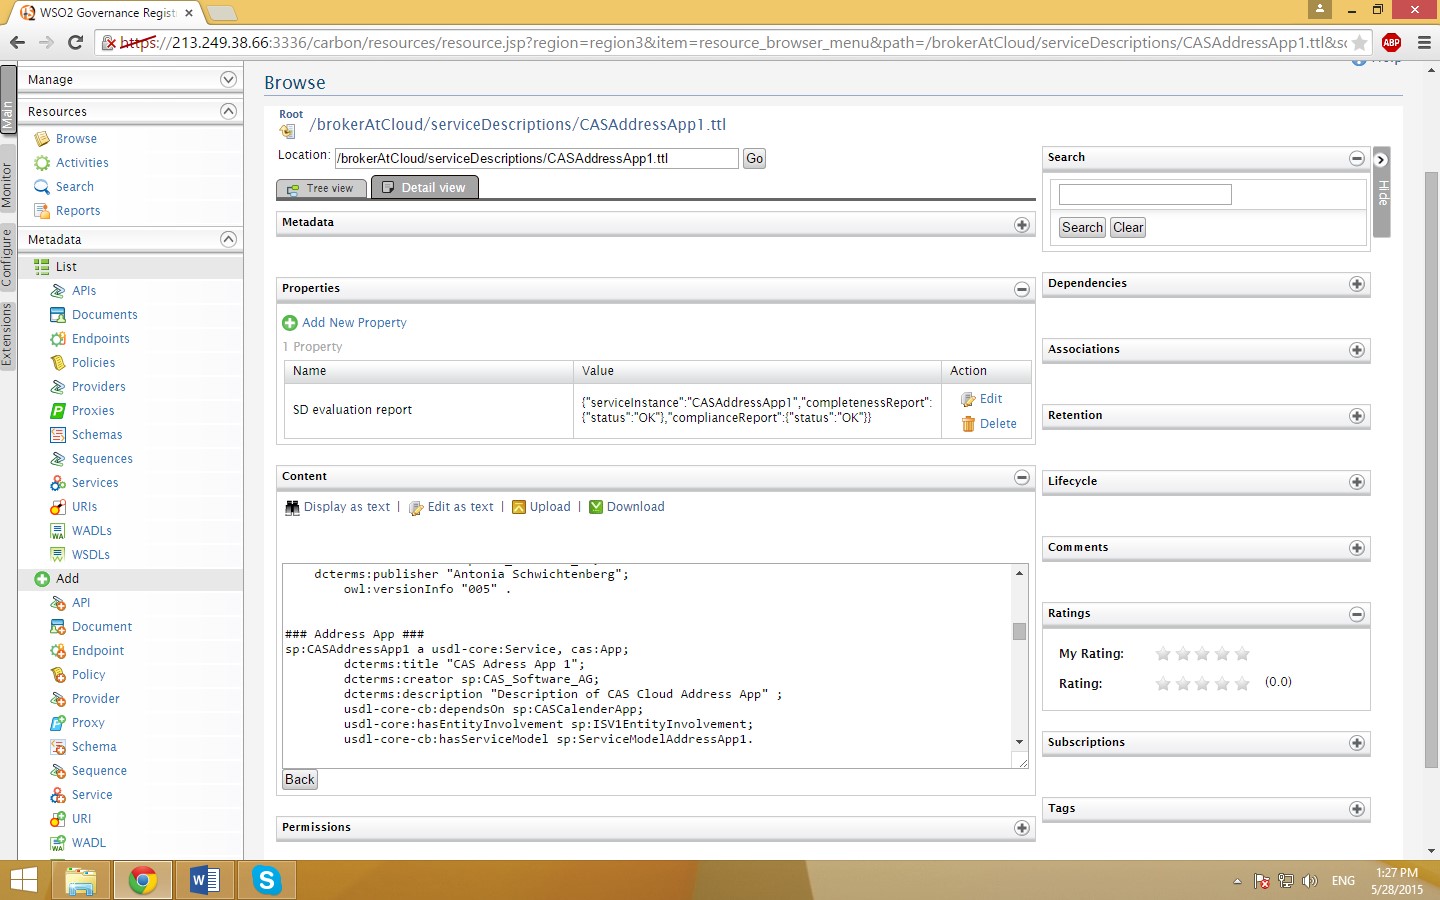 WSO2 Governance Regist
https://213.249.38.66:3336/carbon/resources/resource.jsp?region=region3&item=resource_browser_menu&path=/brokerAtCloud/serviceDescriptions/CASAddressApp1.ttl&s
ABP
Main
Monitor
Configure
Extensions
Manage
Resources
Browse
Activities
Search
Reports
Metadata
List
APIs
Documents
Endpoints
Policies
Providers
Proxies
Schemas
Sequences
Services
URIs
WADLs
WSDLs
Add
API
Document
Endpoint
Policy
Provider
Proxy
Schema
Sequence
Service
URI
WADL
Help
Browse
Root
/brokerAtCloud/serviceDescriptions/CASAddressApp1.ttl
Location: /brokerAtCloud/serviceDescriptions/CASAddressApp1.ttl Go
Tree view Detail view
Metadata
Properties
Add New Property
1 Property
Name Value Action
SD evaluation report
{"serviceInstance":"CASAddressApp1","completenessReport":
{"status":"OK"},"complianceReport":{"status":"OK"}}
Edit
Delete
Content
Display as text | Edit as text | Upload | Download
dcterms:publisher "Antonia Schwichtenberg";
owl:versionInfo "005" .
### Address App ###
sp:CASAddressApp1 a usdl-core:Service, cas:App;
dcterms:title "CAS Adress App 1";
dcterms:creator sp:CAS_Software_AG;
dcterms:description "Description of CAS Cloud Address App" ;
usdl-core-cb:dependsOn sp:CASCalenderApp;
usdl-core:hasEntityInvolvement sp:ISV1EntityInvolvement;
usdl-core-cb:hasServiceModel sp:ServiceModelAddressApp1.
Back
Permissions
Search
Search Clear
Hide
Dependencies
Associations
Retention
Lifecycle
Comments
Ratings
My Rating:
Rating: (0.0)
Subscriptions
Tags
ENG
1:27 PM
5/28/2015